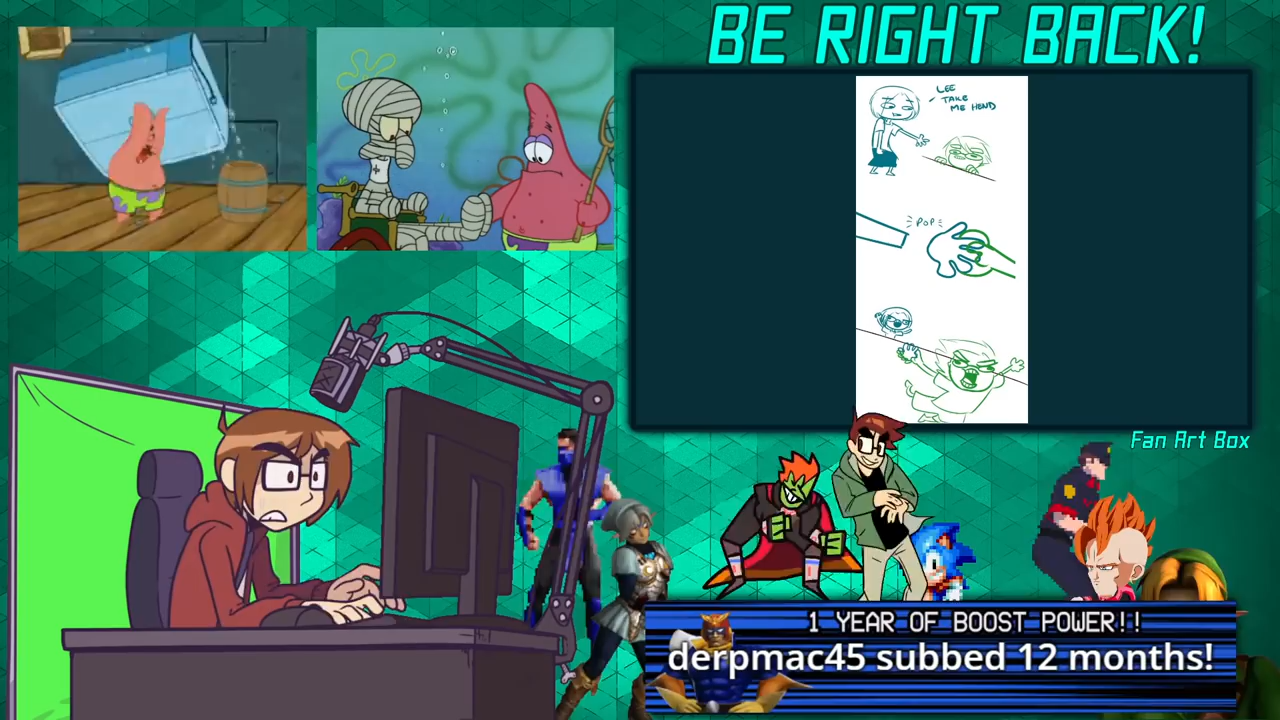 BE RIGHT BACK!
LEE
TAKE
ME HEND
POP
Fan Art Box
1 YEAR OF BOOST POWER!!
derpmac45 subbed 12 months!